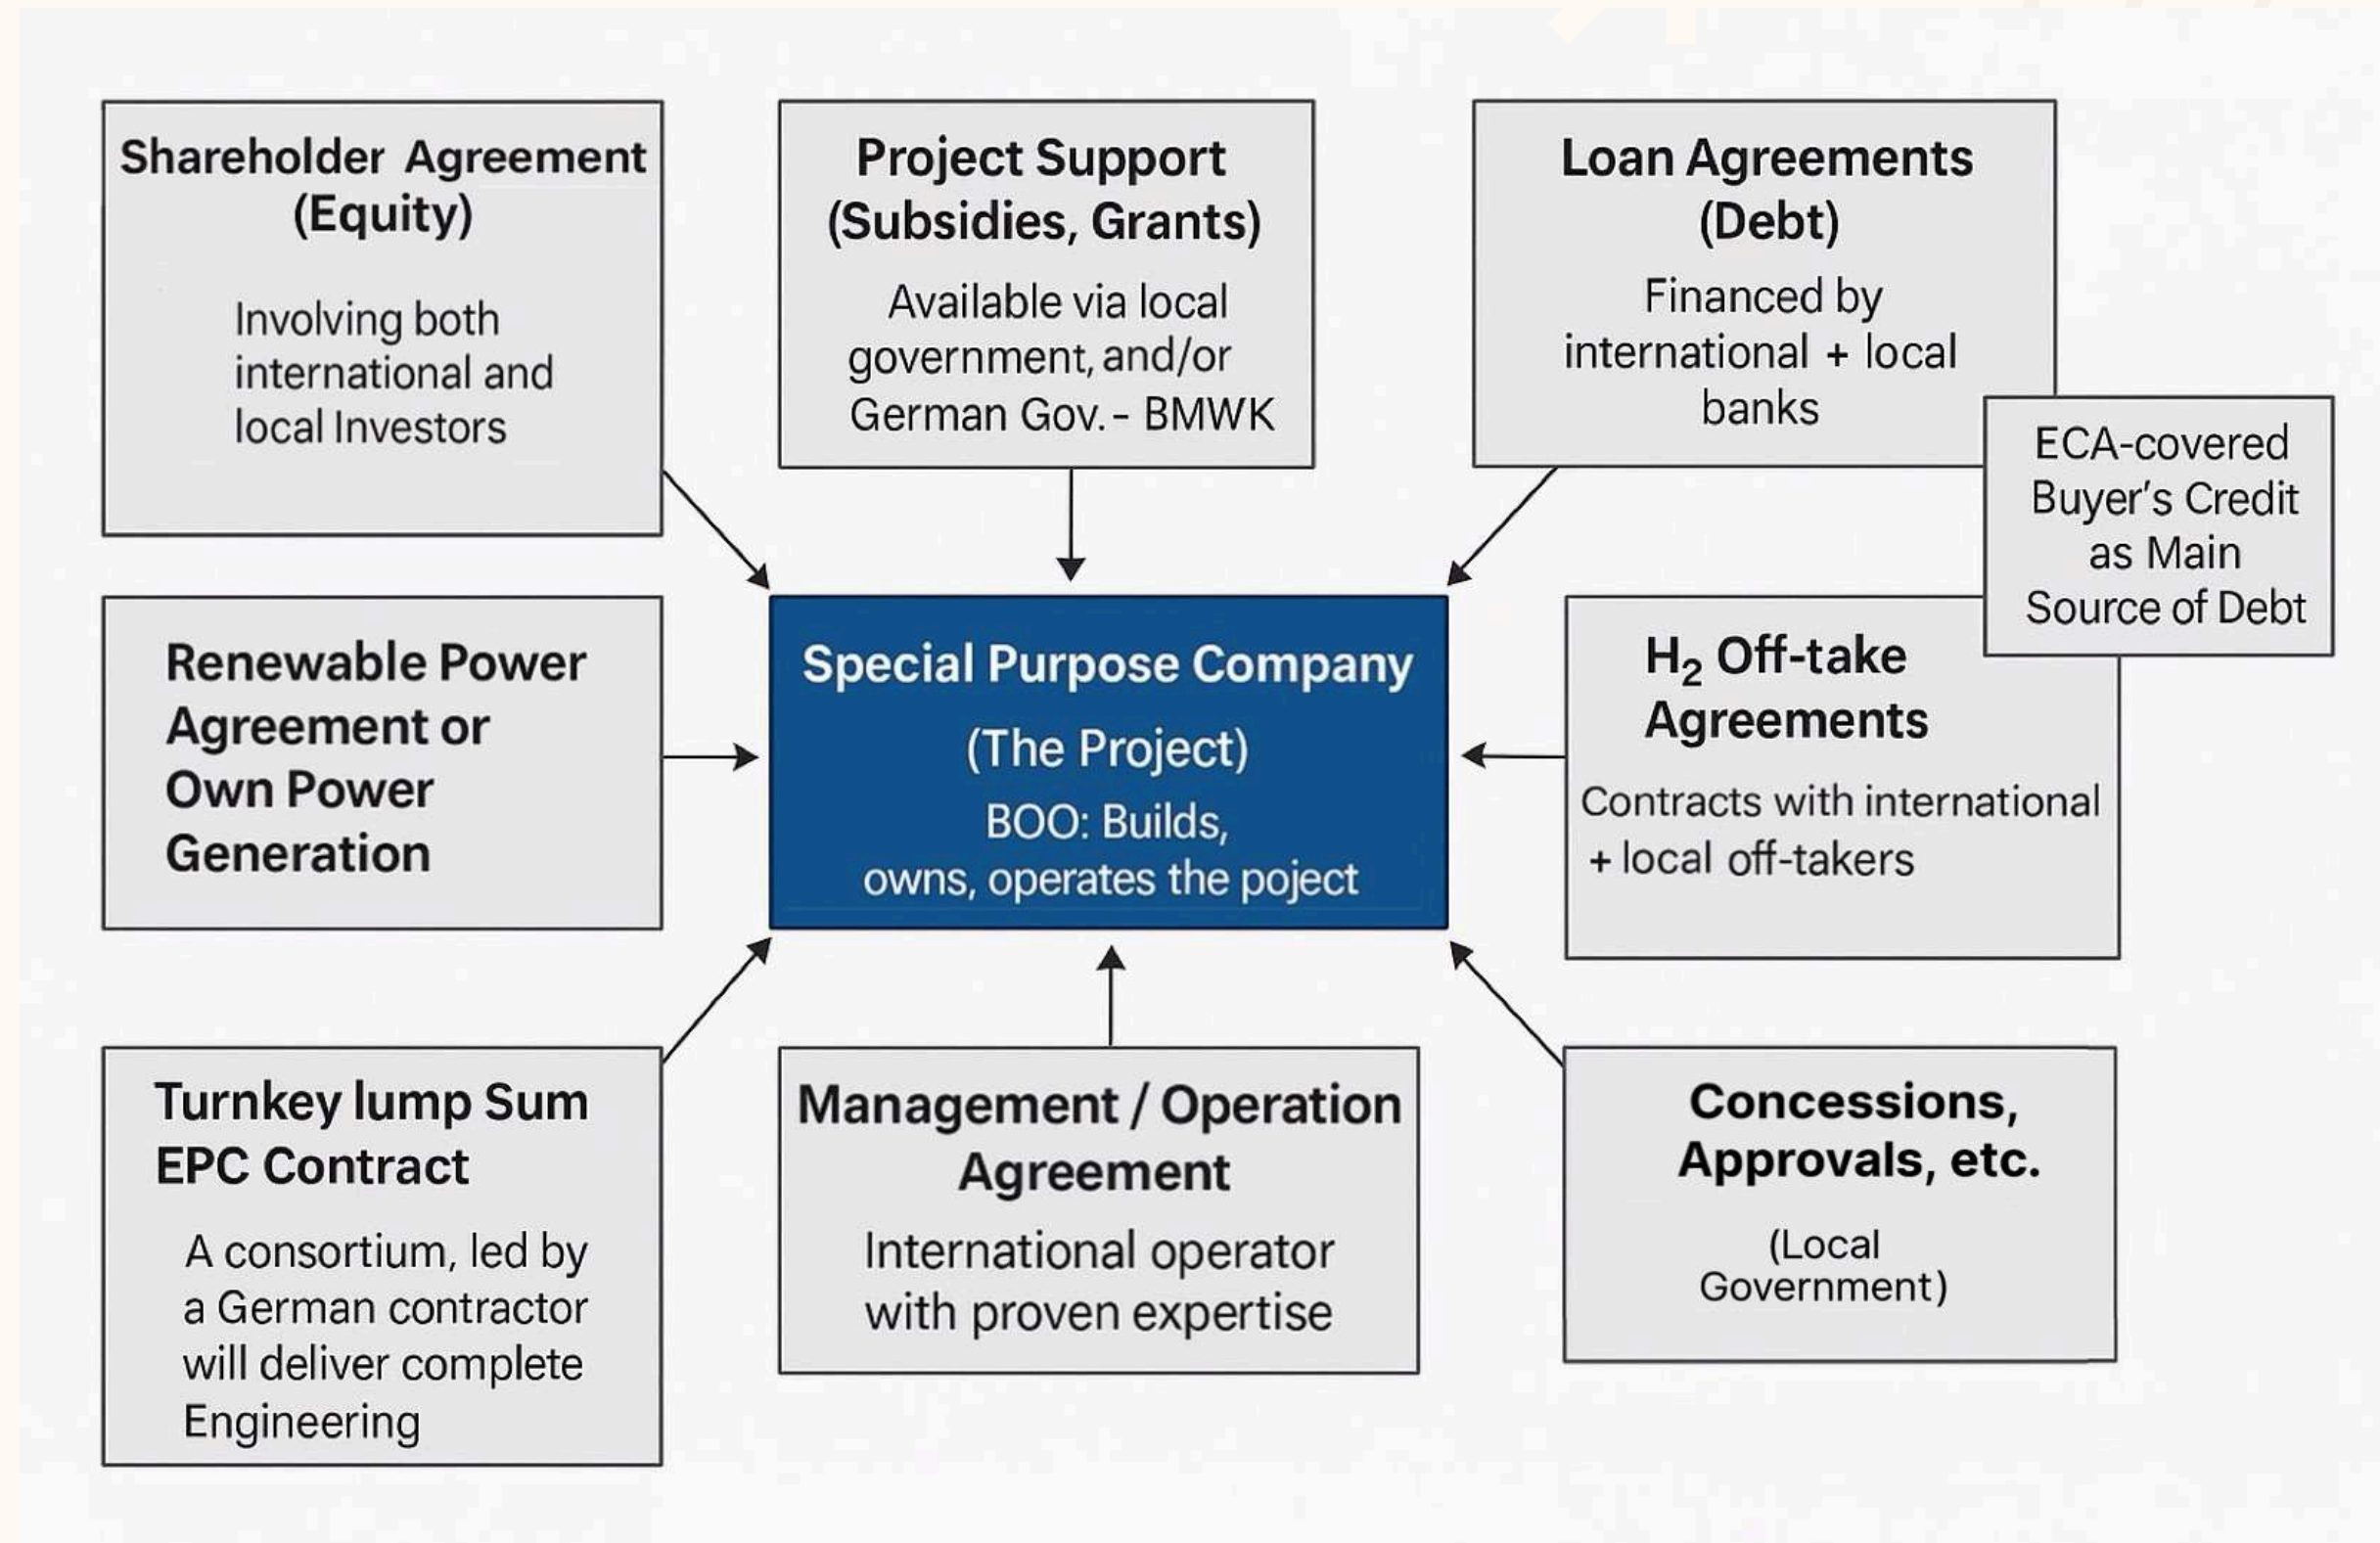 Shareholder Agreement
(Equity)
Involving both
international and
local Investors
Project Support
(Subsidies, Grants)
Available via local
government, and/or
German Gov. - BMWK
Loan Agreements
(Debt)
Financed by
international + local
banks
ECA-covered
Buyer's Credit
as Main
Source of Debt
Renewable Power
Agreement or
Own Power
Generation
Special Purpose Company
(The Project)
BOO: Builds,
owns, operates the poject
H₂ Off-take
Agreements
Contracts with international
+ local off-takers
Turnkey lump Sum
EPC Contract
A consortium, led by
a German contractor
will deliver complete
Engineering
Management / Operation
Agreement
International operator
with proven expertise
Concessions,
Approvals, etc.
(Local
Government)